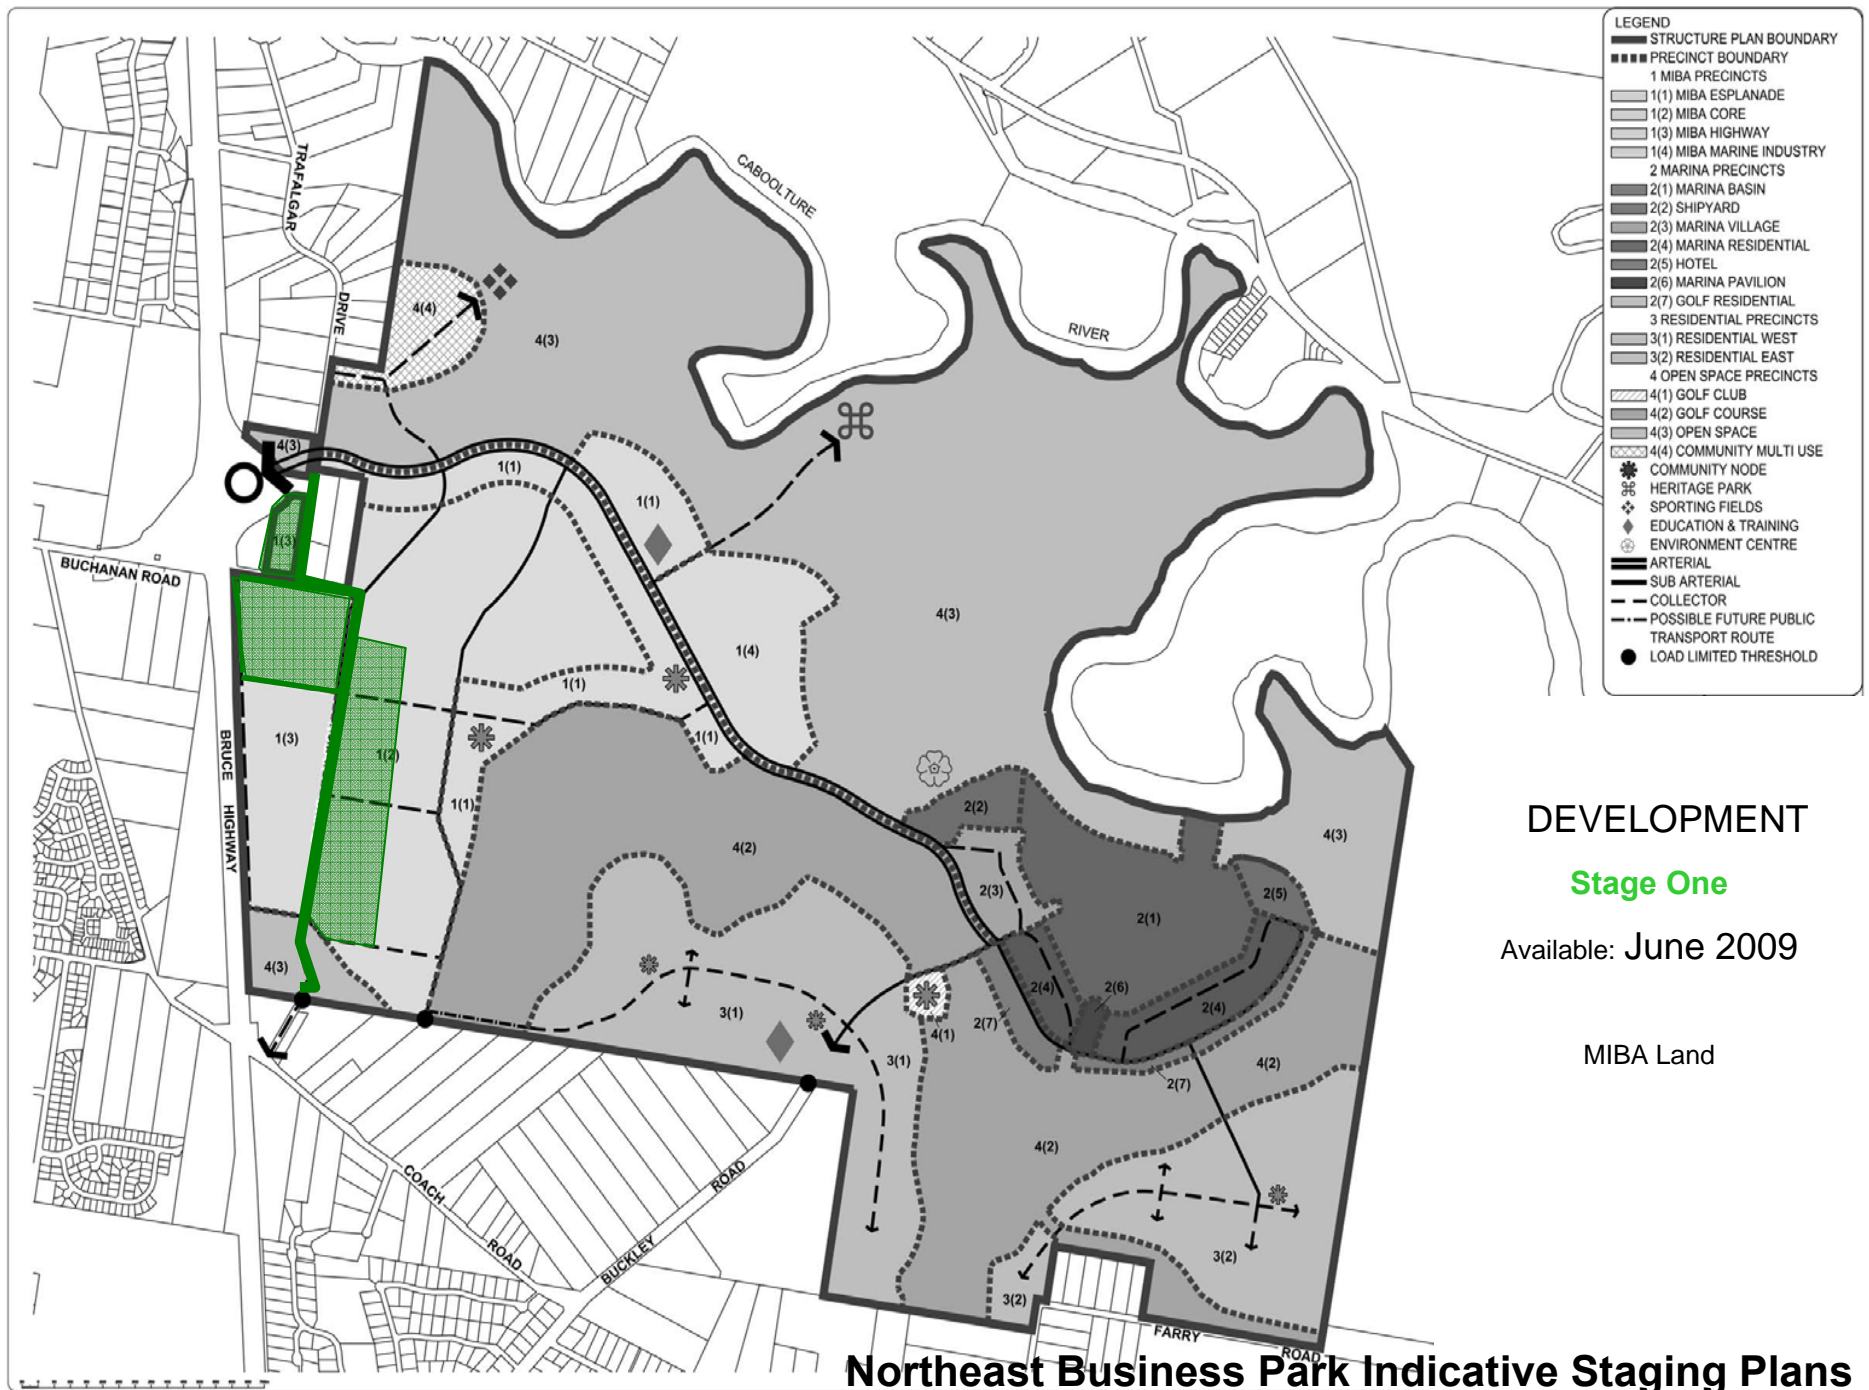 LEGEND
STRUCTURE PLAN BOUNDARY
PRECINCT BOUNDARY
1 MIBA PRECINCTS
1(1) MIBA ESPLANADE
1(2) MIBA CORE
1(3) MIBA HIGHWAY
1(4) MIBA MARINE INDUSTRY
2 MARINA PRECINCTS
2(1) MARINA BASIN
2(2) SHIPYARD
2(3) MARINA VILLAGE
2(4) MARINA RESIDENTIAL
2(5) HOTEL
2(6) MARINA PAVILION
2(7) GOLF RESIDENTIAL
3 RESIDENTIAL PRECINCTS
3(1) RESIDENTIAL WEST
3(2) RESIDENTIAL EAST
4 OPEN SPACE PRECINCTS
4(1) GOLF CLUB
4(2) GOLF COURSE
4(3) OPEN SPACE
4(4) COMMUNITY MULTI USE
COMMUNITY NODE
HERITAGE PARK
SPORTING FIELDS
EDUCATION & TRAINING
ENVIRONMENT CENTRE
ARTERIAL
SUB ARTERIAL
COLLECTOR
POSSIBLE FUTURE PUBLIC
TRANSPORT ROUTE
LOAD LIMITED THRESHOLD
TRAFALGAR
DRIVE
CABOOLTURE
RIVER
4(4)
4(3)
4(3)
1(1)
1(1)
1(3)
BUCHANAN ROAD
4(3)
1(4)
1(1)
1(1)
1(3)
1(2)
BRUCE
HIGHWAY
1(1)
2(2)
4(3)
4(2)
2(3)
2(5)
2(1)
4(3)
2(4)
2(6)
2(4)
3(1)
4(1)
2(7)
3(1)
4(2)
2(7)
4(2)
COACH
ROAD
BUCKLEY
ROAD
3(2)
3(2)
FARRY
ROAD
DEVELOPMENT
Stage One
Available: June 2009
MIBA Land
Northeast Business Park Indicative Staging Plans